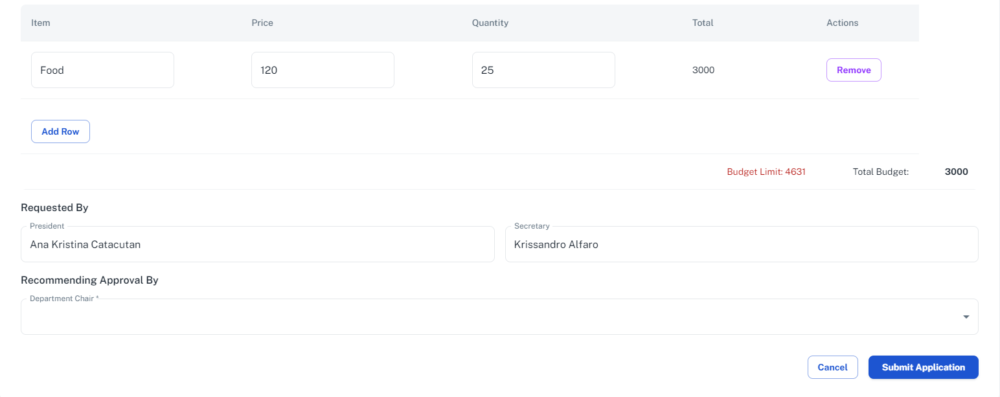 Item Price Quantity Total Actions
Food 120 25 3000 Remove
Add Row
Budget Limit: 4631 Total Budget: 3000
Requested By
President Secretary
Ana Kristina Catacutan Krissandro Alfaro
Recommending Approval By
Department Chair *
Cancel Submit Application